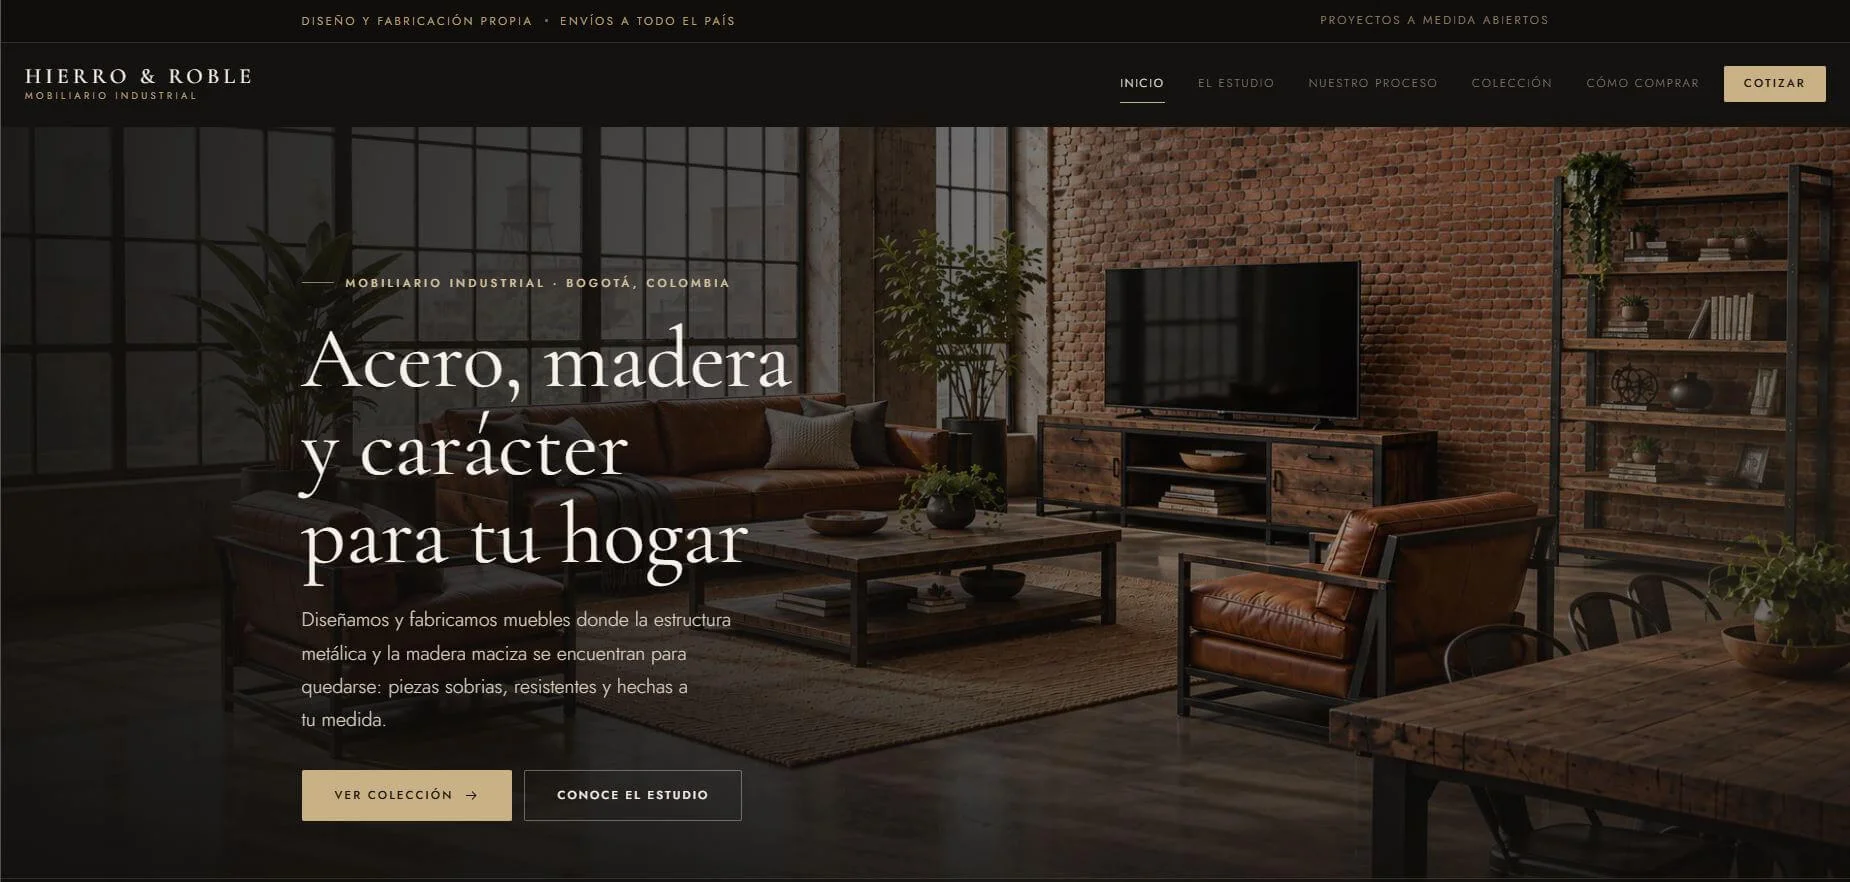 DISEÑO Y FABRICACIÓN PROPIA • ENVÍOS A TODO EL PAÍS
PROYECTOS A MEDIDA ABIERTOS
HIERRO & ROBLE
MOBILIARIO INDUSTRIAL
INICIO
EL ESTUDIO
NUESTRO PROCESO
COLECCIÓN
CÓMO COMPRAR
COTIZAR
MOBILIARIO INDUSTRIAL · BOGOTÁ, COLOMBIA
Acero, madera
y carácter
para tu hogar
Diseñamos y fabricamos muebles donde la estructura
metálica y la madera maciza se encuentran para
quedarse: piezas sobrias, resistentes y hechas a
tu medida.
VER COLECCIÓN →
CONOCE EL ESTUDIO